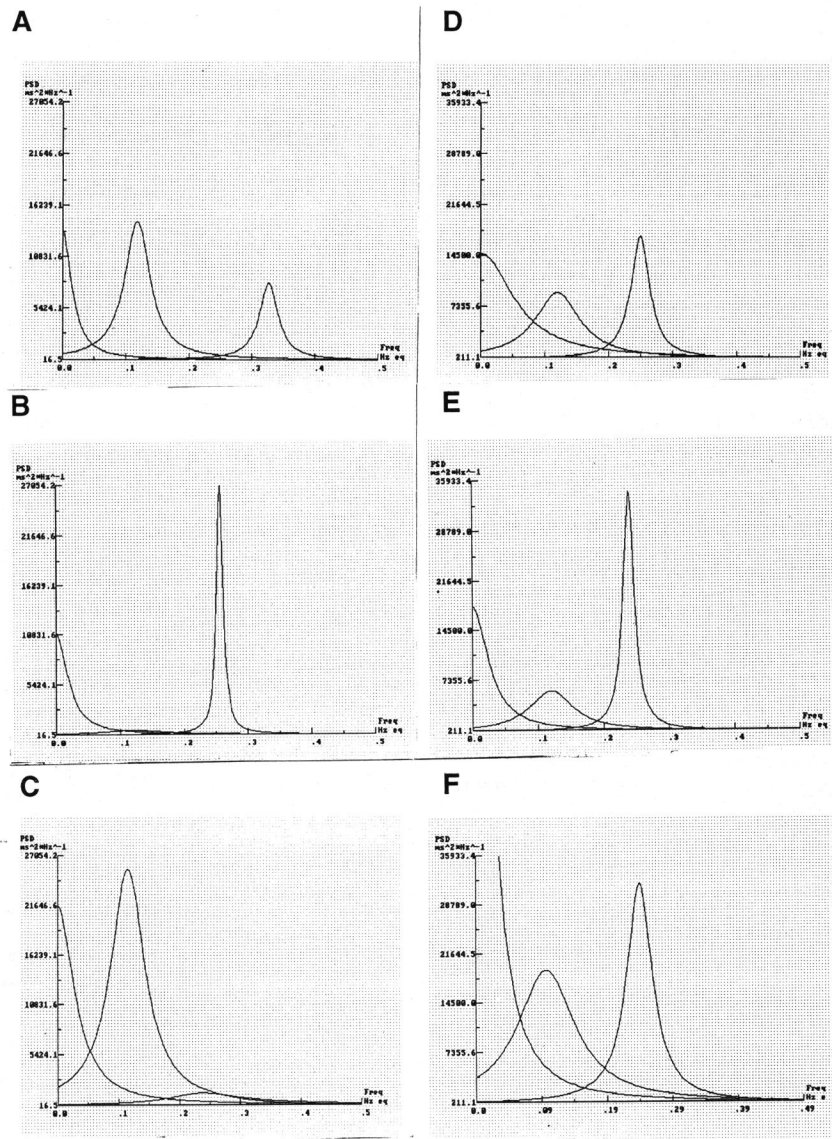 A
PSD
ms^2*Hz^-1
27054.2
21646.6
16239.1
10831.6
5424.1
16.5
0.0 .1 .2 .3 .4 .5
Freq
Hz eq
B
PSD
ms^2*Hz^-1
27054.2
21646.6
16239.1
10831.6
5424.1
16.5
0.0 .1 .2 .3 .4 .5
Freq
Hz eq
C
PSD
ms^2*Hz^-1
27054.2
21646.6
16239.1
10831.6
5424.1
16.5
0.0 .1 .2 .3 .4 .5
Freq
Hz eq
D
PSD
ms^2*Hz^-1
35933.4
28789.0
21644.5
14500.0
7355.6
211.1
0.0 .1 .2 .3 .4 .5
Freq
Hz eq
E
PSD
ms^2*Hz^-1
35933.4
28789.0
21644.5
14500.0
7355.6
211.1
0.0 .1 .2 .3 .4 .5
Freq
Hz eq
F
PSD
ms^2*Hz^-1
35933.4
28789.0
21644.5
14500.0
7355.6
211.1
0.0 .09 .19 .29 .39 .49
Freq
Hz e